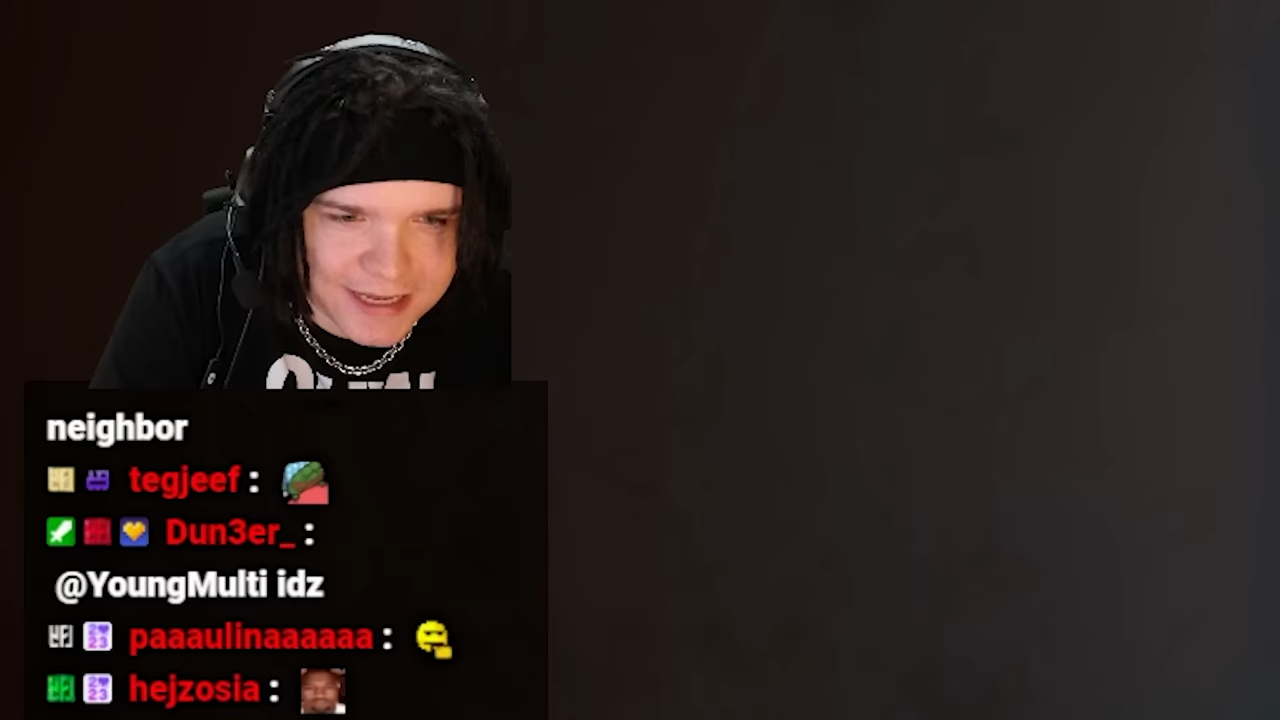 neighbor
tegjeef :
Dun3er_ :
@YoungMulti idz
paaaulinaaaaaa :
hejzosia :